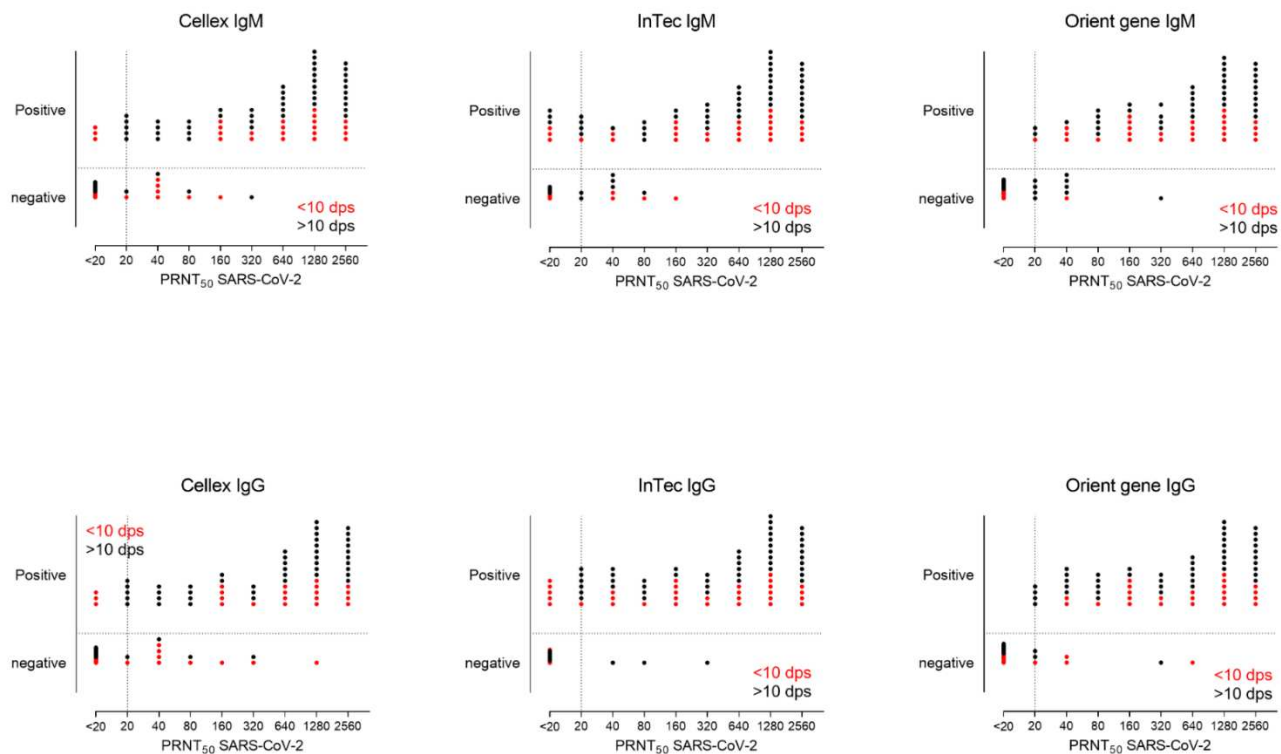 Cellex IgM
Positive
negative
<10 dps
>10 dps
<20 20 40 80 160 320 640 1280 2560
PRNT50 SARS-CoV-2
InTec IgM
Positive
negative
<10 dps
>10 dps
<20 20 40 80 160 320 640 1280 2560
PRNT50 SARS-CoV-2
Orient gene IgM
Positive
negative
<10 dps
>10 dps
<20 20 40 80 160 320 640 1280 2560
PRNT50 SARS-CoV-2
Cellex IgG
<10 dps
>10 dps
Positive
negative
<20 20 40 80 160 320 640 1280 2560
PRNT50 SARS-CoV-2
InTec IgG
Positive
negative
<10 dps
>10 dps
<20 20 40 80 160 320 640 1280 2560
PRNT50 SARS-CoV-2
Orient gene IgG
Positive
negative
<10 dps
>10 dps
<20 20 40 80 160 320 640 1280 2560
PRNT50 SARS-CoV-2